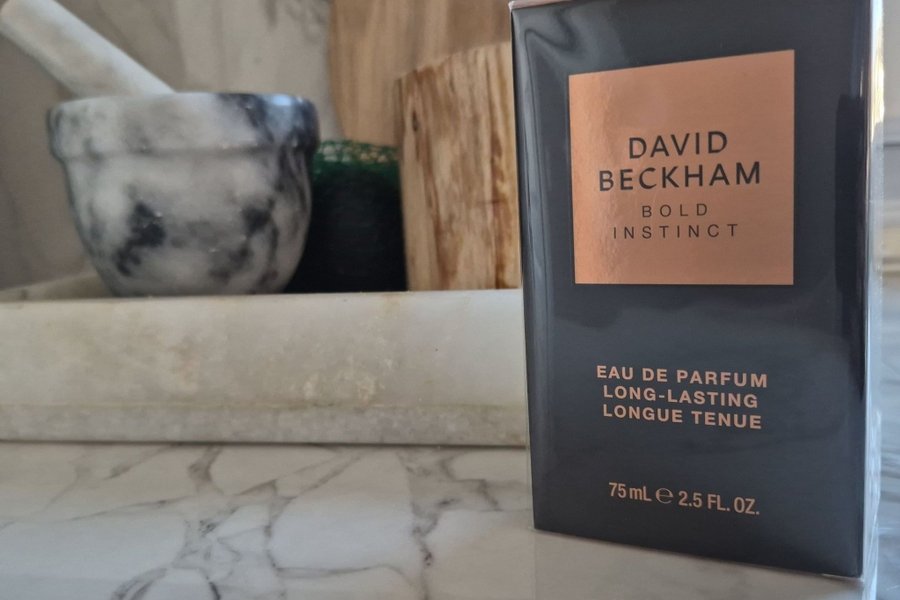 DAVID
BECKHAM
BOLD
INSTINCT
EAU DE PARFUM
LONG-LASTING
LONGUE TENUE
75 mL ℮ 2.5 FL. OZ.